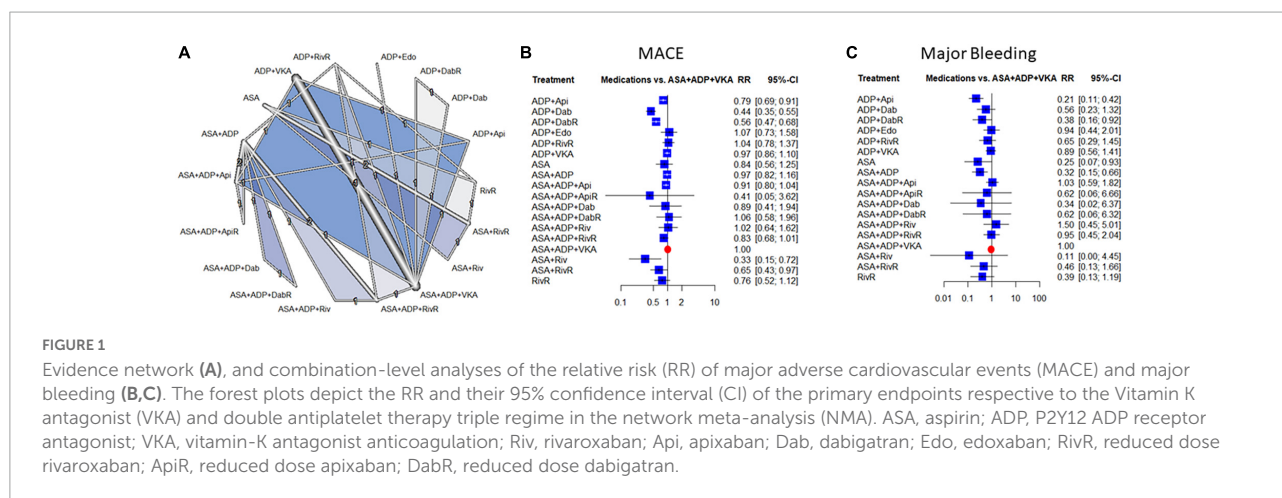 A
ADP+RivR
ADP+Edo
ADP+VKA
ADP+DabR
ASA
ADP+Dab
ASA+ADP
ADP+Api
ASA+ADP+Api
RivR
ASA+ADP+ApiR
ASA+RivR
ASA+ADP+Dab
ASA+Riv
ASA+ADP+DabR
ASA+ADP+VKA
ASA+ADP+Riv
ASA+ADP+RivR
B
MACE
Treatment Medications vs. ASA+ADP+VKA RR 95%-CI
ADP+Api 0.79 [0.69; 0.91]
ADP+Dab 0.44 [0.35; 0.55]
ADP+DabR 0.56 [0.47; 0.68]
ADP+Edo 1.07 [0.73; 1.58]
ADP+RivR 1.04 [0.78; 1.37]
ADP+VKA 0.97 [0.86; 1.10]
ASA 0.84 [0.56; 1.25]
ASA+ADP 0.97 [0.82; 1.16]
ASA+ADP+Api 0.91 [0.80; 1.04]
ASA+ADP+ApiR 0.41 [0.05; 3.62]
ASA+ADP+Dab 0.89 [0.41; 1.94]
ASA+ADP+DabR 1.06 [0.58; 1.96]
ASA+ADP+Riv 1.02 [0.64; 1.62]
ASA+ADP+RivR 0.83 [0.68; 1.01]
ASA+ADP+VKA 1.00
ASA+Riv 0.33 [0.15; 0.72]
ASA+RivR 0.65 [0.43; 0.97]
RivR 0.76 [0.52; 1.12]
0.1 0.5 1 2 10
C
Major Bleeding
Treatment Medications vs. ASA+ADP+VKA RR 95%-CI
ADP+Api 0.21 [0.11; 0.42]
ADP+Dab 0.56 [0.23; 1.32]
ADP+DabR 0.38 [0.16; 0.92]
ADP+Edo 0.94 [0.44; 2.01]
ADP+RivR 0.65 [0.29; 1.45]
ADP+VKA 0.89 [0.56; 1.41]
ASA 0.25 [0.07; 0.93]
ASA+ADP 0.32 [0.15; 0.66]
ASA+ADP+Api 1.03 [0.59; 1.82]
ASA+ADP+ApiR 0.62 [0.06; 6.66]
ASA+ADP+Dab 0.34 [0.02; 6.37]
ASA+ADP+DabR 0.62 [0.06; 6.32]
ASA+ADP+Riv 1.50 [0.45; 5.01]
ASA+ADP+RivR 0.95 [0.45; 2.04]
ASA+ADP+VKA 1.00
ASA+Riv 0.11 [0.00; 4.45]
ASA+RivR 0.46 [0.13; 1.66]
RivR 0.39 [0.13; 1.19]
0.01 0.1 1 10 100
FIGURE 1
Evidence network (A), and combination-level analyses of the relative risk (RR) of major adverse cardiovascular events (MACE) and major
bleeding (B,C). The forest plots depict the RR and their 95% confidence interval (CI) of the primary endpoints respective to the Vitamin K
antagonist (VKA) and double antiplatelet therapy triple regime in the network meta-analysis (NMA). ASA, aspirin; ADP, P2Y12 ADP receptor
antagonist; VKA, vitamin-K antagonist anticoagulation; Riv, rivaroxaban; Api, apixaban; Dab, dabigatran; Edo, edoxaban; RivR, reduced dose
rivaroxaban; ApiR, reduced dose apixaban; DabR, reduced dose dabigatran.